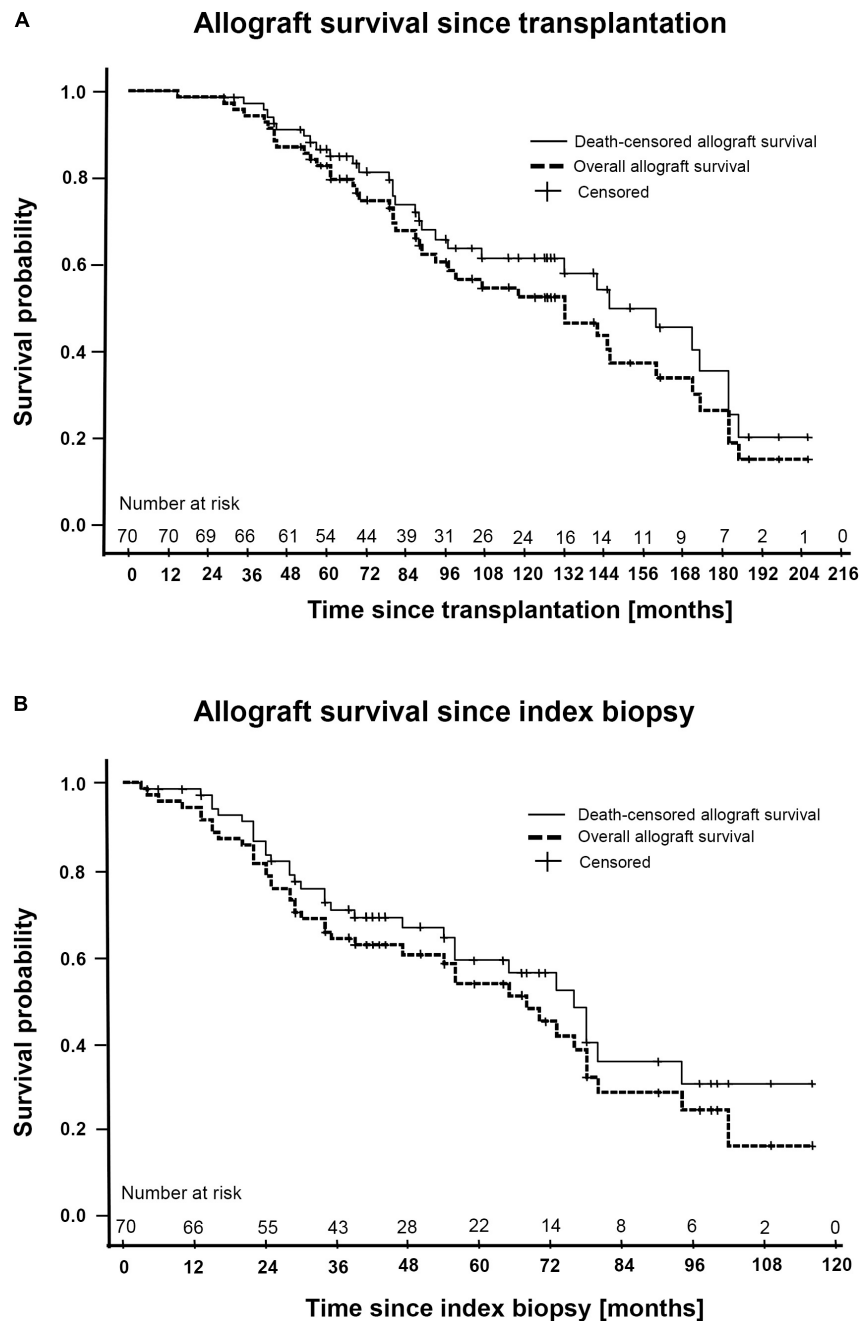 A
Allograft survival since transplantation
1.0
0.8
0.6
0.4
0.2
0.0
Survival probability
Death-censored allograft survival
Overall allograft survival
Censored
Number at risk
70 70 69 66 61 54 44 39 31 26 24 16 14 11 9 7 2 1 0
0 12 24 36 48 60 72 84 96 108 120 132 144 156 168 180 192 204 216
Time since transplantation [months]
B
Allograft survival since index biopsy
1.0
0.8
0.6
0.4
0.2
0.0
Survival probability
Death-censored allograft survival
Overall allograft survival
Censored
Number at risk
70 66 55 43 28 22 14 8 6 2 0
0 12 24 36 48 60 72 84 96 108 120
Time since index biopsy [months]